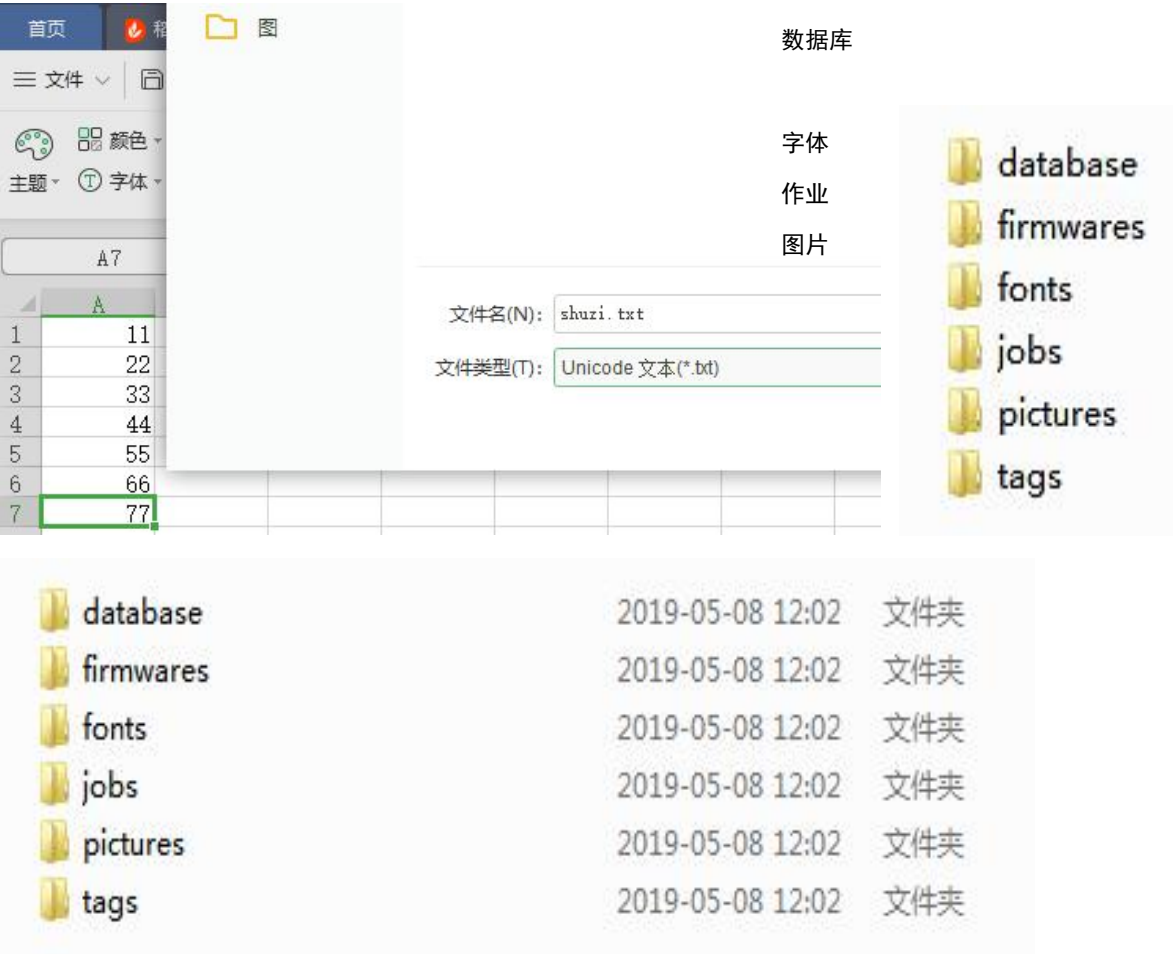 首页
稻
图
数据库
文件
颜色
主题
字体
字体
作业
图片
A7
文件名(N): shuzi.txt
文件类型(T): Unicode 文本(*.txt)
A
1 11
2 22
3 33
4 44
5 55
6 66
7 77
database
firmwares
fonts
jobs
pictures
tags
database 2019-05-08 12:02 文件夹
firmwares 2019-05-08 12:02 文件夹
fonts 2019-05-08 12:02 文件夹
jobs 2019-05-08 12:02 文件夹
pictures 2019-05-08 12:02 文件夹
tags 2019-05-08 12:02 文件夹